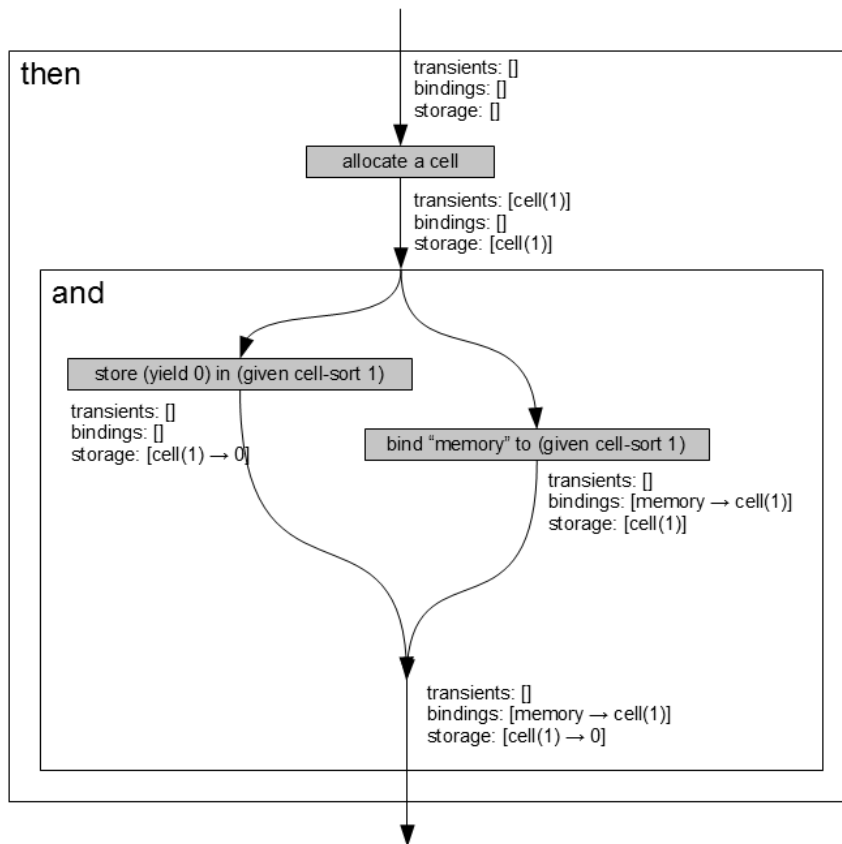 then
transients: []
bindings: []
storage: []
allocate a cell
transients: [cell(1)]
bindings: []
storage: [cell(1)]
and
store (yield 0) in (given cell-sort 1)
transients: []
bindings: []
storage: [cell(1) → 0]
bind “memory” to (given cell-sort 1)
transients: []
bindings: [memory → cell(1)]
storage: [cell(1)]
transients: []
bindings: [memory → cell(1)]
storage: [cell(1) → 0]